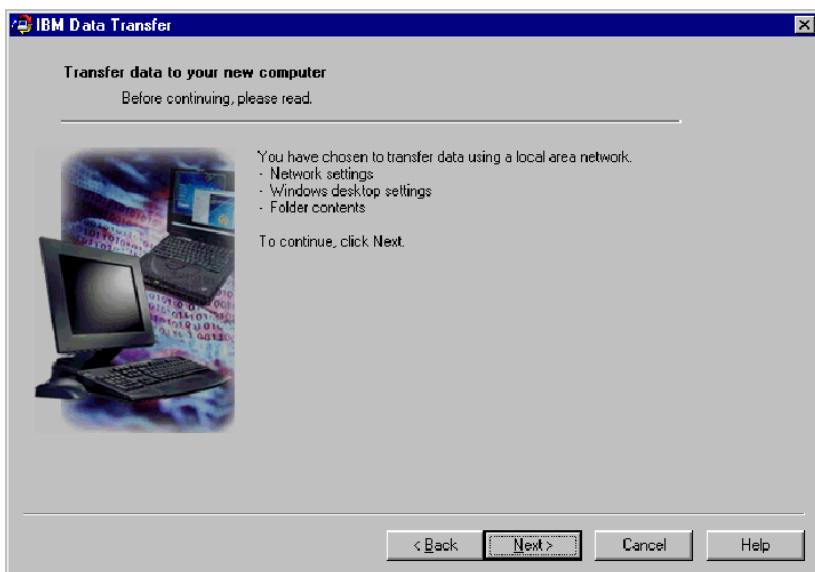 IBM Data Transfer
Transfer data to your new computer
Before continuing, please read.
You have chosen to transfer data using a local area network.
- Network settings
- Windows desktop settings
- Folder contents
To continue, click Next.
< Back
Next >
Cancel
Help